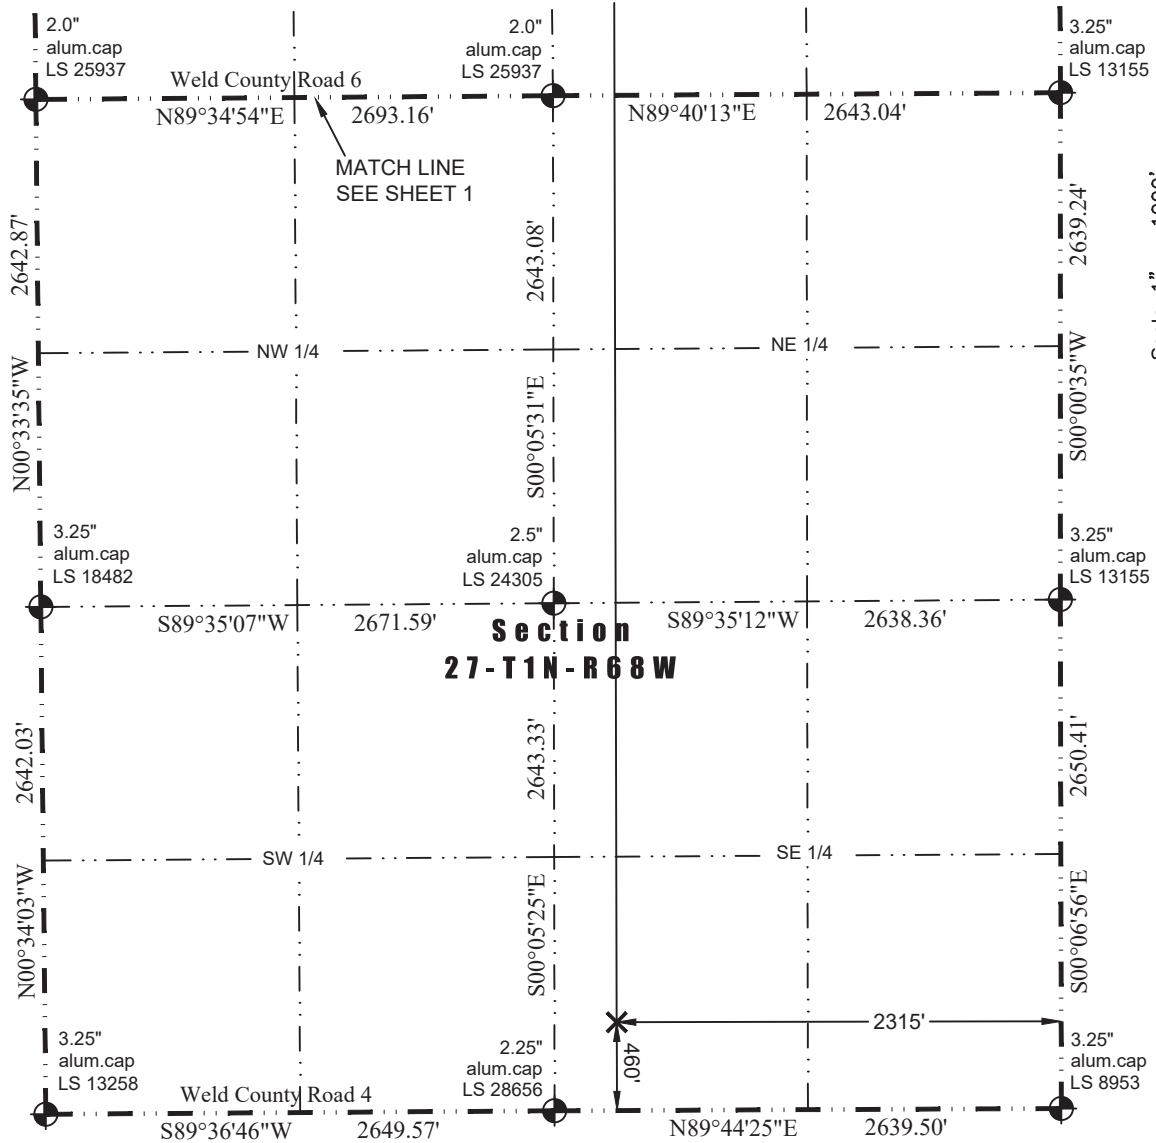 2.0"
alum.cap
LS 25937
2.0"
alum.cap
LS 25937
3.25"
alum.cap
LS 13155
Weld County Road 6
N89°34'54"E 2693.16'
N89°40'13"E 2643.04'
MATCH LINE
SEE SHEET 1
2642.87'
2643.08'
2639.24'
NW 1/4
NE 1/4
N00°33'35"W
S00°05'31"E
S00°00'35"W
3.25"
alum.cap
LS 18482
2.5"
alum.cap
LS 24305
3.25"
alum.cap
LS 13155
S89°35'07"W 2671.59'
S89°35'12"W 2638.36'
Section
27-T1N-R68W
2642.03'
2643.33'
2650.41'
SW 1/4
SE 1/4
N00°34'03"W
S00°05'25"E
S00°06'56"E
2315'
460'
3.25"
alum.cap
LS 13258
2.25"
alum.cap
LS 28656
3.25"
alum.cap
LS 8953
Weld County Road 4
S89°36'46"W 2649.57'
N89°44'25"E 2639.50'